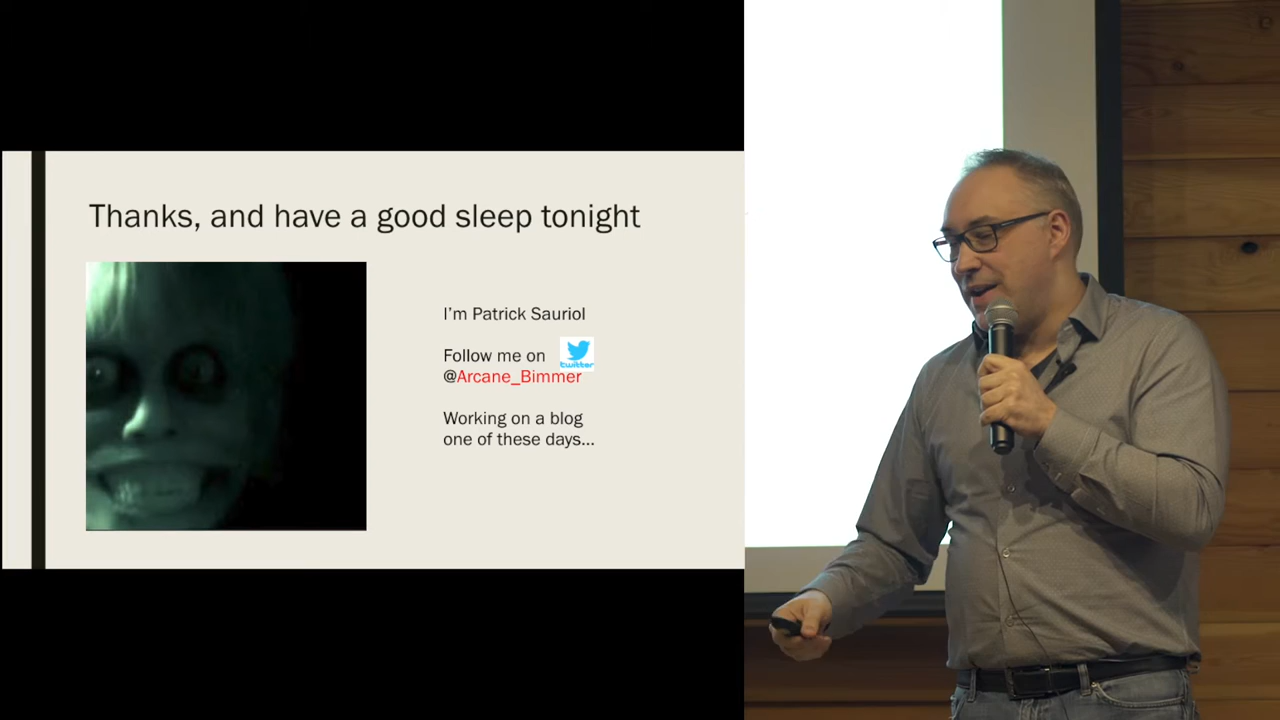 Thanks, and have a good sleep tonight
I'm Patrick Sauriol
Follow me on
twitter
@Arcane_Bimmer
Working on a blog
one of these days...